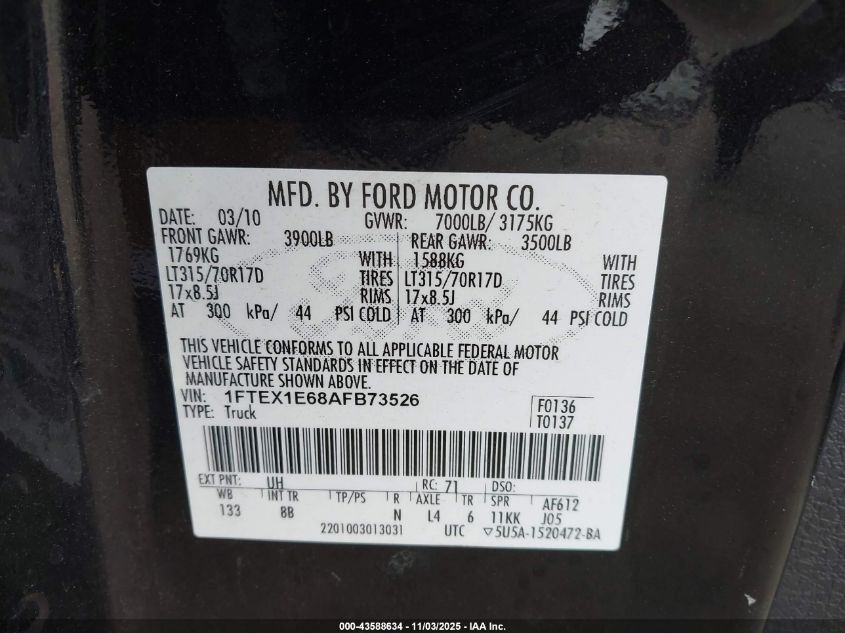 MFD. BY FORD MOTOR CO.
DATE: 03/10 GVWR: 7000LB/ 3175KG
FRONT GAWR: 3900LB REAR GAWR: 3500LB
1769KG WITH 1588KG WITH
LT315/70R17D TIRES LT315/70R17D TIRES
17x8.5J RIMS 17x8.5J RIMS
AT 300 kPa/ 44 PSI COLD AT 300 kPa/ 44 PSI COLD
THIS VEHICLE CONFORMS TO ALL APPLICABLE FEDERAL MOTOR
VEHICLE SAFETY STANDARDS IN EFFECT ON THE DATE OF
MANUFACTURE SHOWN ABOVE.
VIN: 1FTEX1E68AFB73526 F0136
TYPE: Truck T0137
EXT PNT: UH RC: 71 DSO:
WB INT TR TP/PS R AXLE TR SPR AF612
133 8B N L4 6 11KK J05
2201003013031 UTC ▽5U5A-1520472-BA
000-43588634 - 11/03/2025 - IAA Inc.